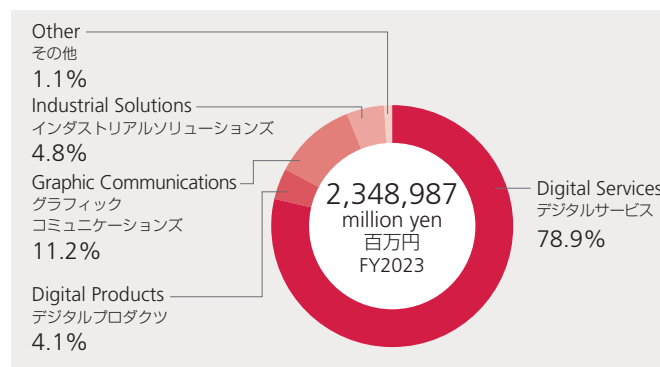 Other
その他
1.1%
Industrial Solutions
インダストリアルソリューションズ
4.8%
Graphic Communications
グラフィック
コミュニケーションズ
11.2%
Digital Products
デジタルプロダクツ
4.1%
2,348,987
million yen
百万円
FY2023
Digital Services
デジタルサービス
78.9%